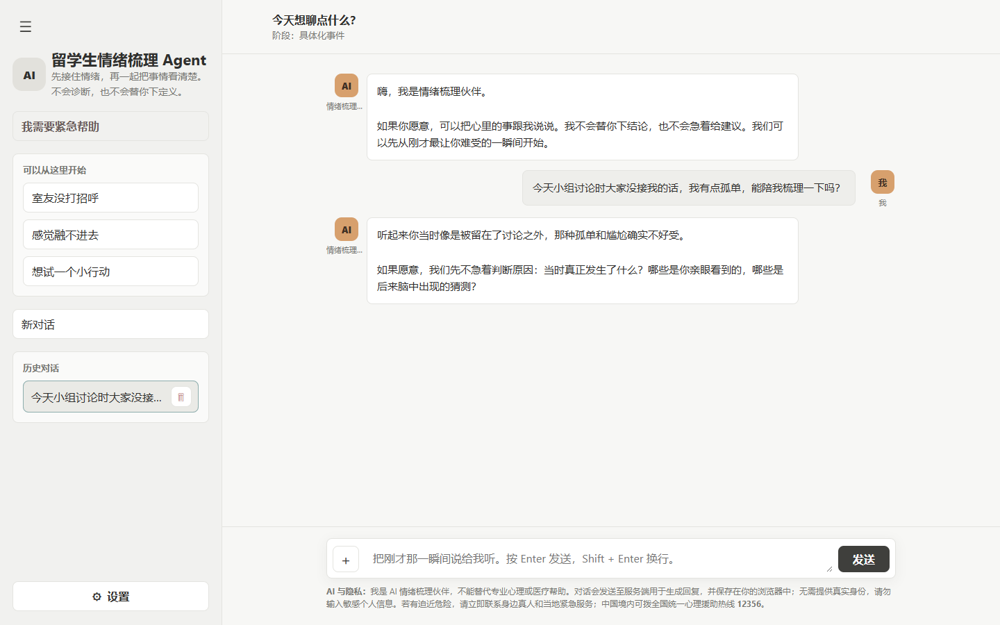 ☰
AI
留学生情绪梳理 Agent
先接住情绪，再一起把事情看清楚。
不会诊断，也不会替你下定义。
我需要紧急帮助
可以从这里开始
室友没打招呼
感觉融不进去
想试一个小行动
新对话
历史对话
今天小组讨论时大家没接...
⚙ 设置
今天想聊点什么？
阶段：具体化事件
AI
情绪梳理...
嗨，我是情绪梳理伙伴。
如果你愿意，可以把心里的事跟我说说。我不会替你下结论，也不会急着给建议。我们可
以先从刚才最让你难受的一瞬间开始。
今天小组讨论时大家没接我的话，我有点孤单，能陪我梳理一下吗？
我
我
AI
情绪梳理...
听起来你当时像是被留在了讨论之外，那种孤单和尴尬确实不好受。
如果愿意，我们先不急着判断原因：当时真正发生了什么？哪些是你亲眼看到的，哪些是
后来脑中出现的猜测？
+
把刚才那一瞬间说给我听。按 Enter 发送，Shift + Enter 换行。
发送
AI 与隐私：我是 AI 情绪梳理伙伴，不能替代专业心理或医疗帮助。对话会发送至服务端用于生成回复，并保存在你的浏览器中；无需提供真实身份，请勿
输入敏感个人信息。若有迫近危险，请立即联系身边真人和当地紧急服务；中国境内可拨全国统一心理援助热线 12356。